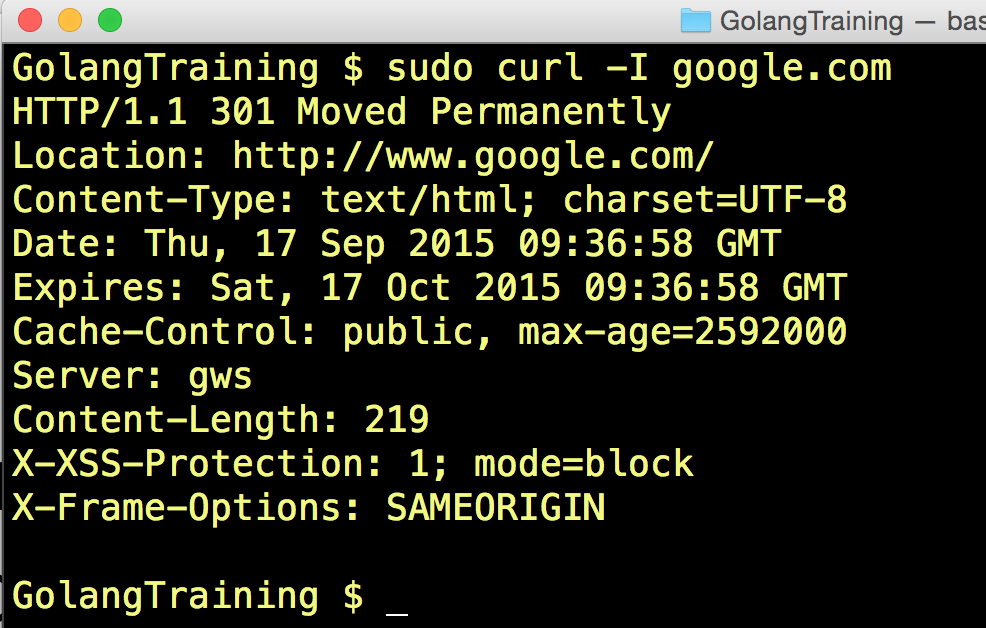 GolangTraining — bas
GolangTraining $ sudo curl -I google.com
HTTP/1.1 301 Moved Permanently
Location: http://www.google.com/
Content-Type: text/html; charset=UTF-8
Date: Thu, 17 Sep 2015 09:36:58 GMT
Expires: Sat, 17 Oct 2015 09:36:58 GMT
Cache-Control: public, max-age=2592000
Server: gws
Content-Length: 219
X-XSS-Protection: 1; mode=block
X-Frame-Options: SAMEORIGIN
GolangTraining $ _